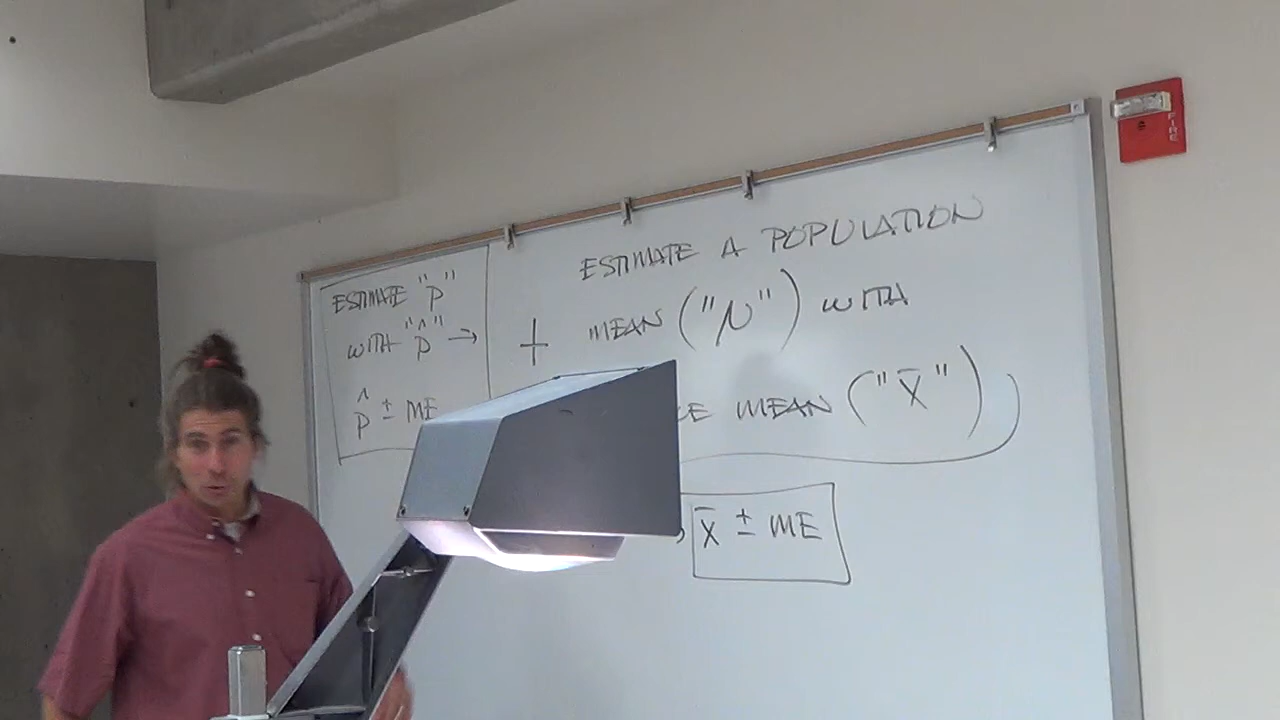 ESTIMATE "p"
WITH "p̂" →
p̂ ± ME
+
ESTIMATE A POPULATION
MEAN ("μ") WITH
MEAN ("x̄")
x̄ ± ME
FIRE